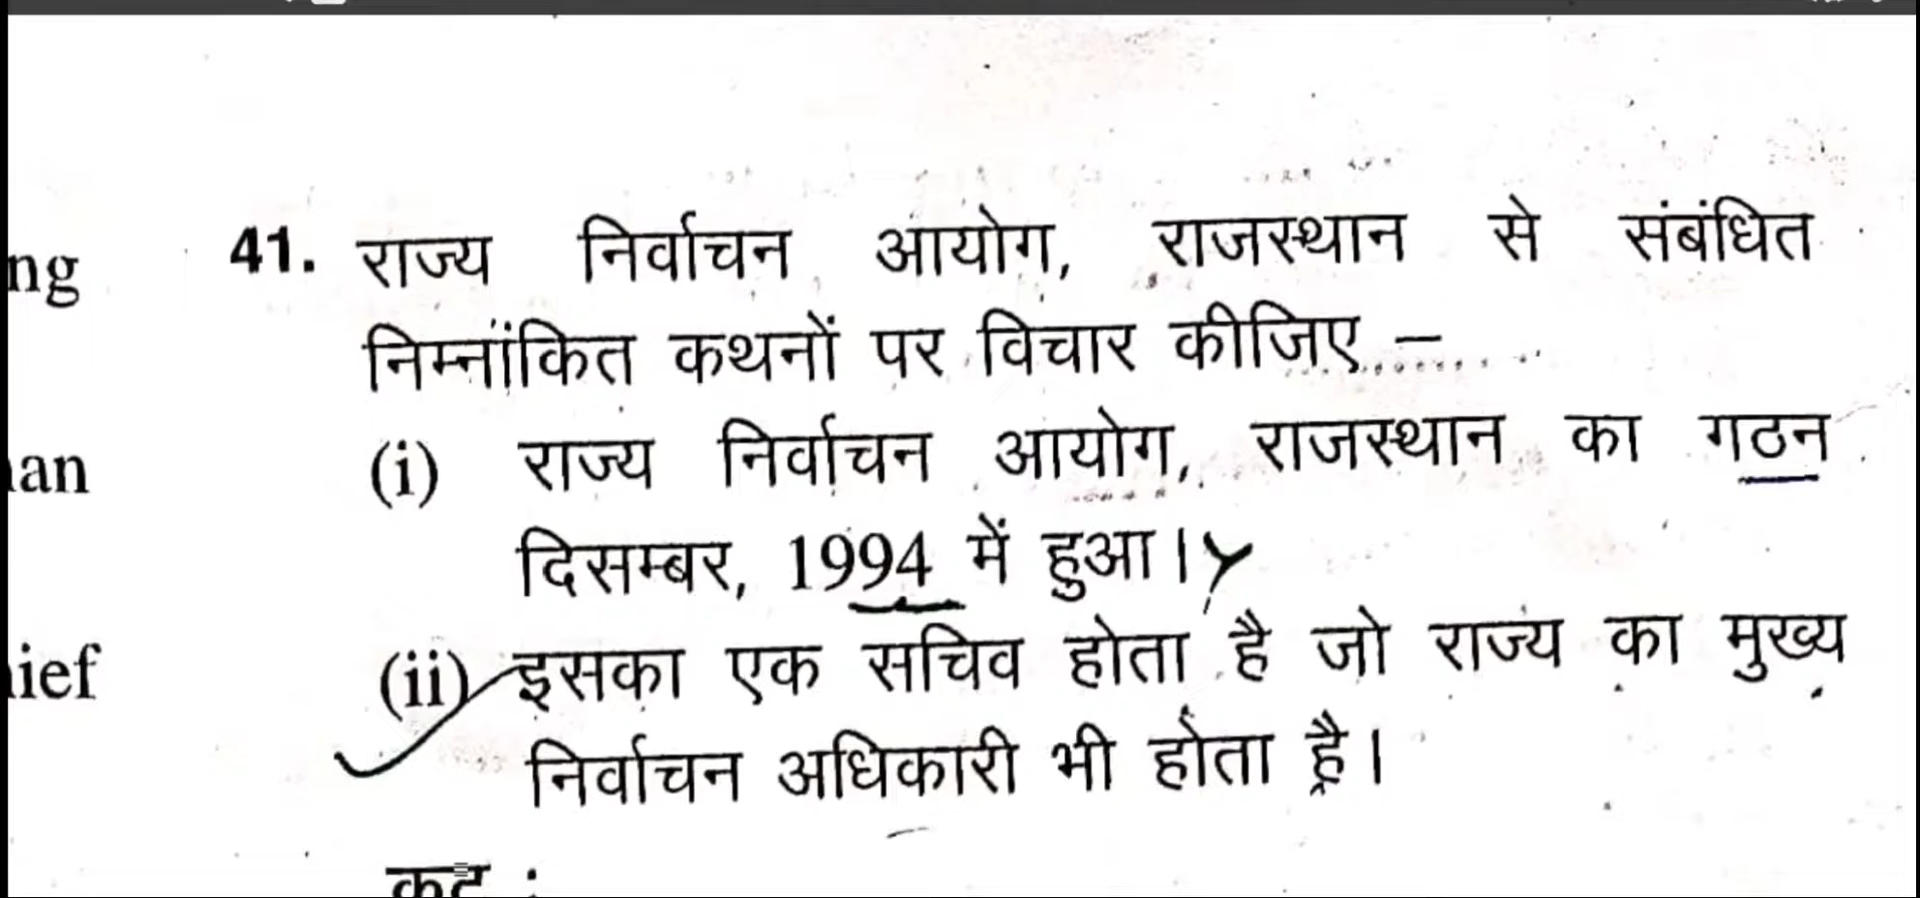 41. राज्य निर्वाचन आयोग, राजस्थान से संबंधित
ng
निम्नांकित कथनों पर विचार कीजिए –
(i) राज्य निर्वाचन आयोग, राजस्थान का गठन
an
दिसम्बर, 1994 में हुआ।
(ii) इसका एक सचिव होता है जो राज्य का मुख्य
ief
निर्वाचन अधिकारी भी होता है।
कूट :